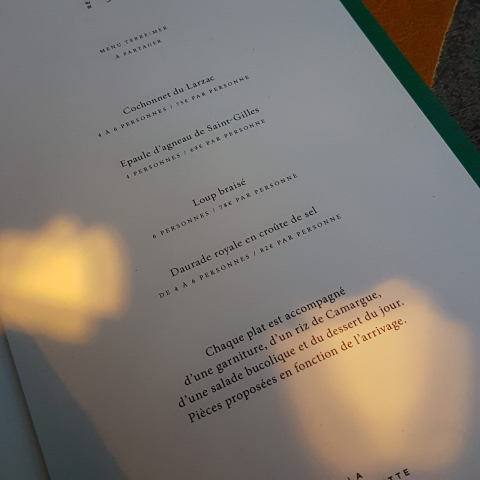 MENU TERRE/MER
À PARTAGER
Cochonnet du Larzac
4 À 6 PERSONNES / 75€ PAR PERSONNE
Epaule d'agneau de Saint-Gilles
4 PERSONNES / 69€ PAR PERSONNE
Loup braisé
6 PERSONNES / 78€ PAR PERSONNE
Daurade royale en croûte de sel
DE 4 À 6 PERSONNES / 82€ PAR PERSONNE
Chaque plat est accompagné
d'une garniture, d'un riz de Camargue,
d'une salade bucolique et du dessert du jour.
Pièces proposées en fonction de l'arrivage.
LA